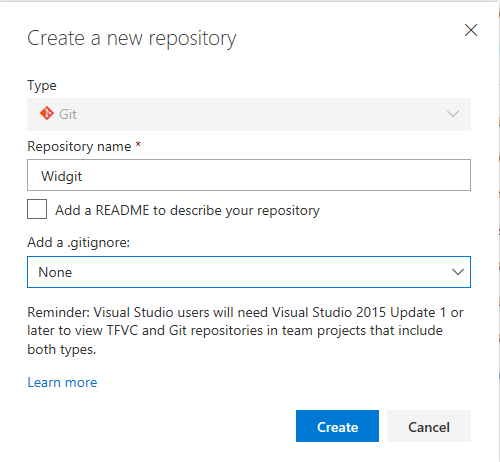 Create a new repository
Type
Git
Repository name *
Widgit
Add a README to describe your repository
Add a .gitignore:
None
Reminder: Visual Studio users will need Visual Studio 2015 Update 1 or
later to view TFVC and Git repositories in team projects that include
both types.
Learn more
Create
Cancel